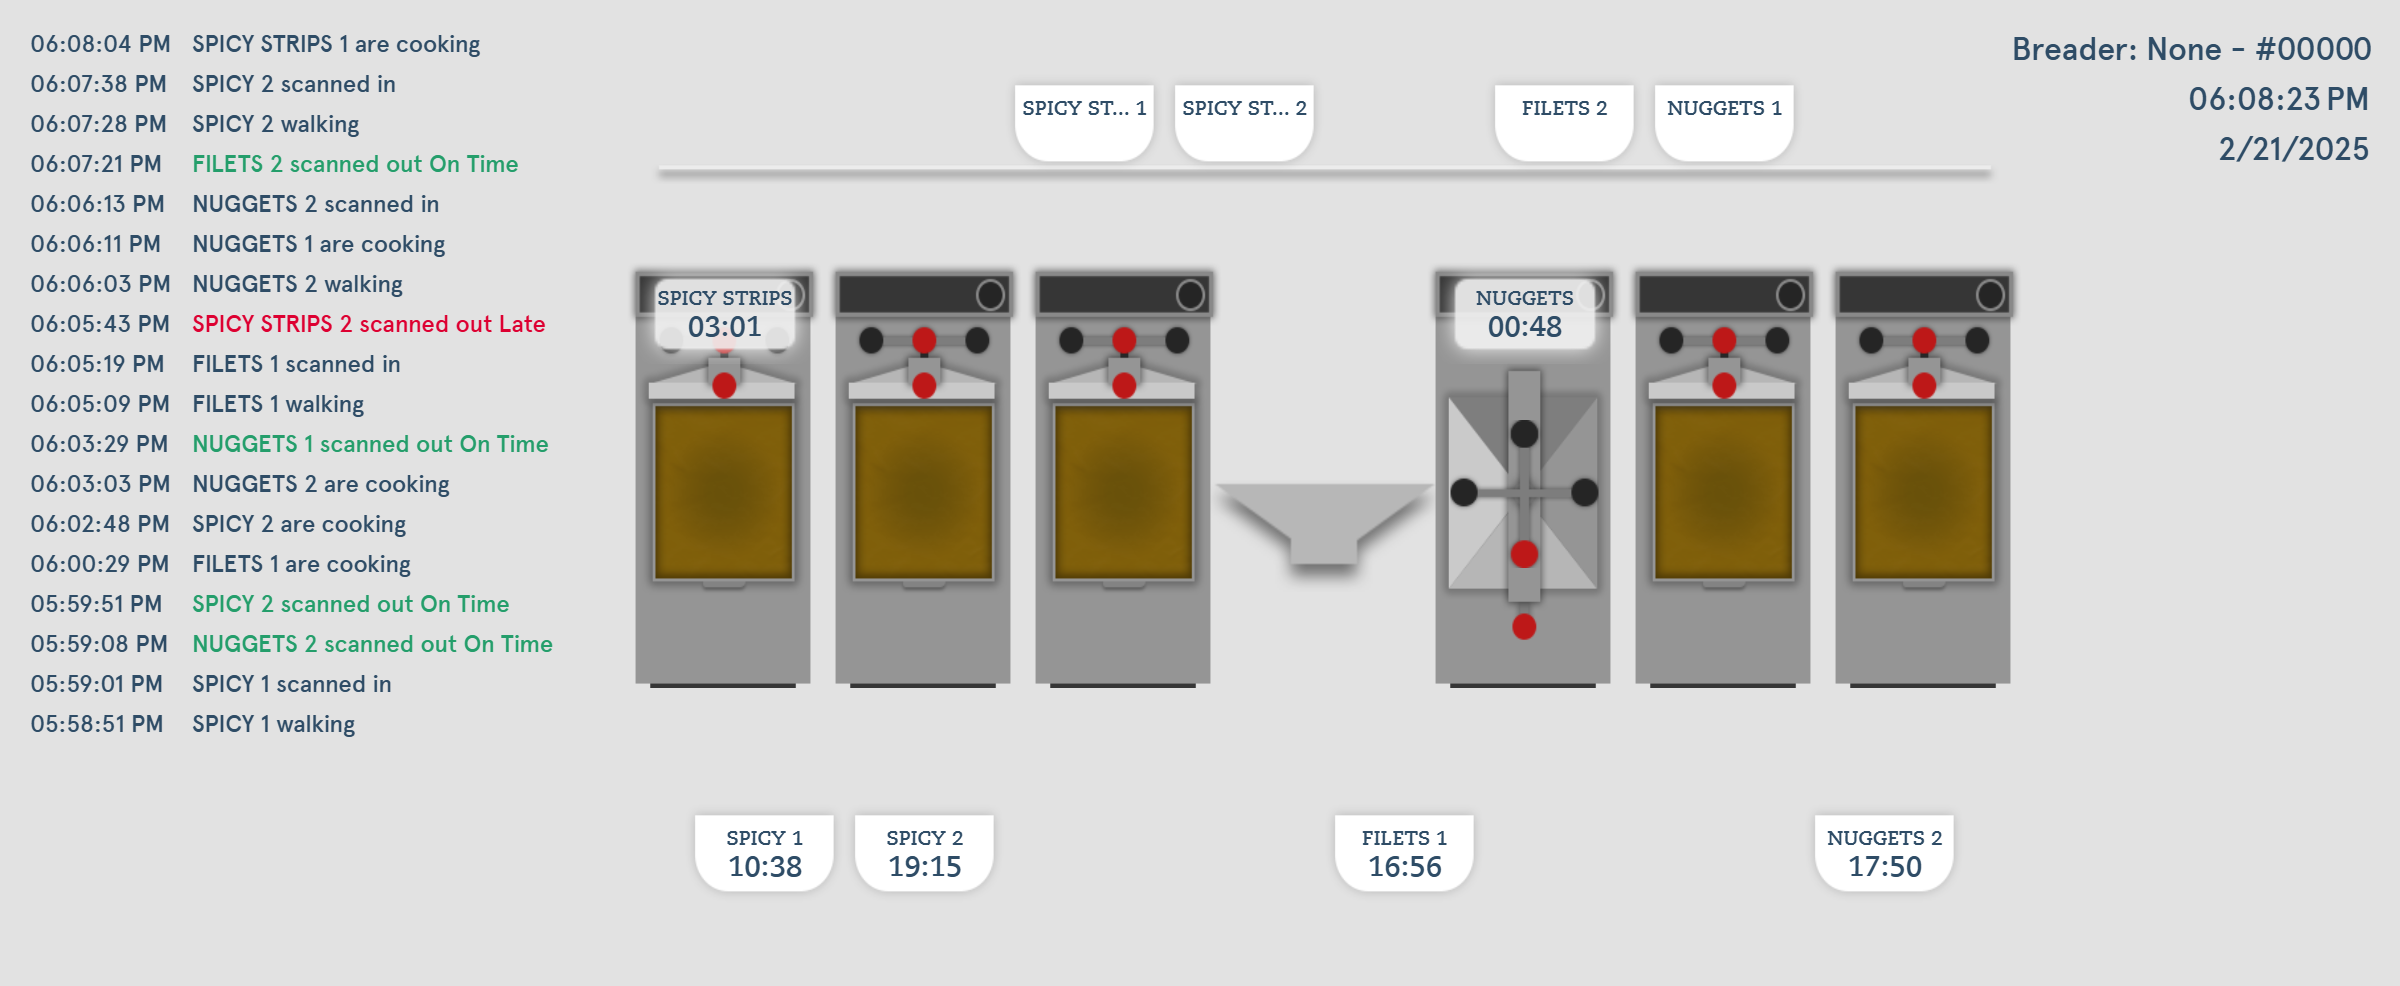 06:08:04 PM SPICY STRIPS 1 are cooking
06:07:38 PM SPICY 2 scanned in
06:07:28 PM SPICY 2 walking
06:07:21 PM FILETS 2 scanned out On Time
06:06:13 PM NUGGETS 2 scanned in
06:06:11 PM NUGGETS 1 are cooking
06:06:03 PM NUGGETS 2 walking
06:05:43 PM SPICY STRIPS 2 scanned out Late
06:05:19 PM FILETS 1 scanned in
06:05:09 PM FILETS 1 walking
06:03:29 PM NUGGETS 1 scanned out On Time
06:03:03 PM NUGGETS 2 are cooking
06:02:48 PM SPICY 2 are cooking
06:00:29 PM FILETS 1 are cooking
05:59:51 PM SPICY 2 scanned out On Time
05:59:08 PM NUGGETS 2 scanned out On Time
05:59:01 PM SPICY 1 scanned in
05:58:51 PM SPICY 1 walking
Breader: None - #00000
06:08:23 PM
2/21/2025
SPICY ST... 1
SPICY ST... 2
FILETS 2
NUGGETS 1
SPICY STRIPS
03:01
NUGGETS
00:48
SPICY 1
10:38
SPICY 2
19:15
FILETS 1
16:56
NUGGETS 2
17:50